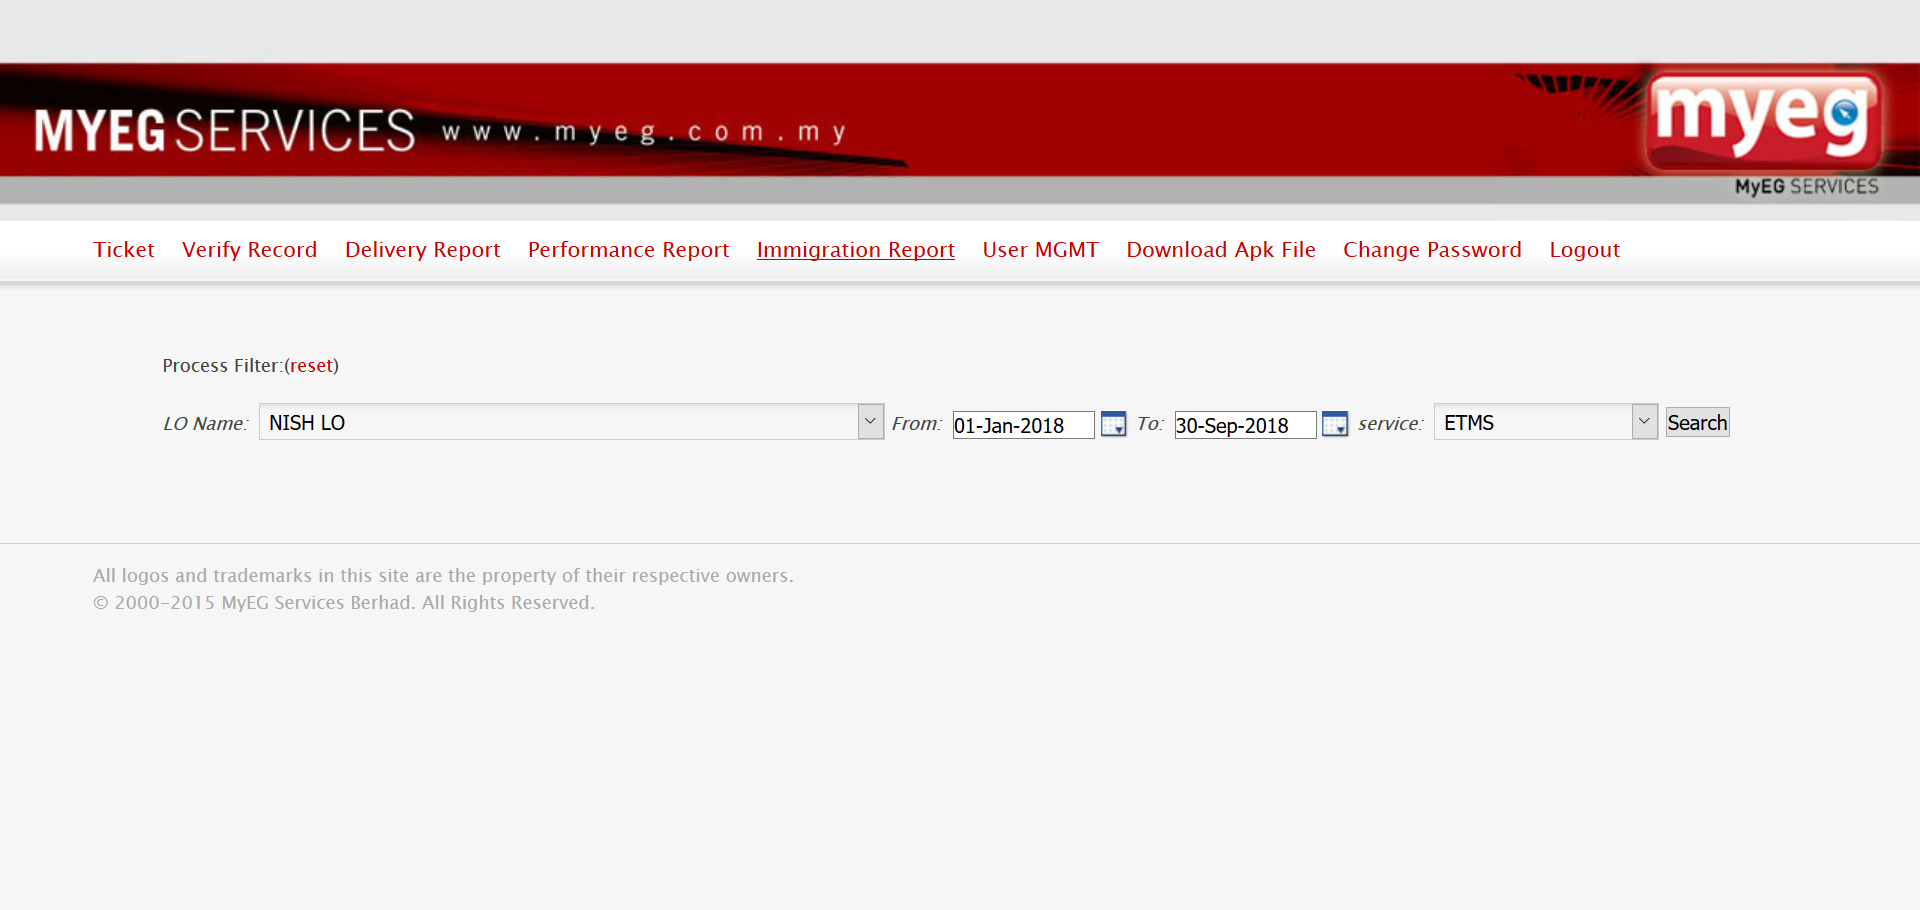 MYEG SERVICES www.myeg.com.my
myeg
MyEG SERVICES
Ticket Verify Record Delivery Report Performance Report Immigration Report User MGMT Download Apk File Change Password Logout
Process Filter:(reset)
LO Name: NISH LO From: 01-Jan-2018 To: 30-Sep-2018 service: ETMS Search
All logos and trademarks in this site are the property of their respective owners.
© 2000-2015 MyEG Services Berhad. All Rights Reserved.